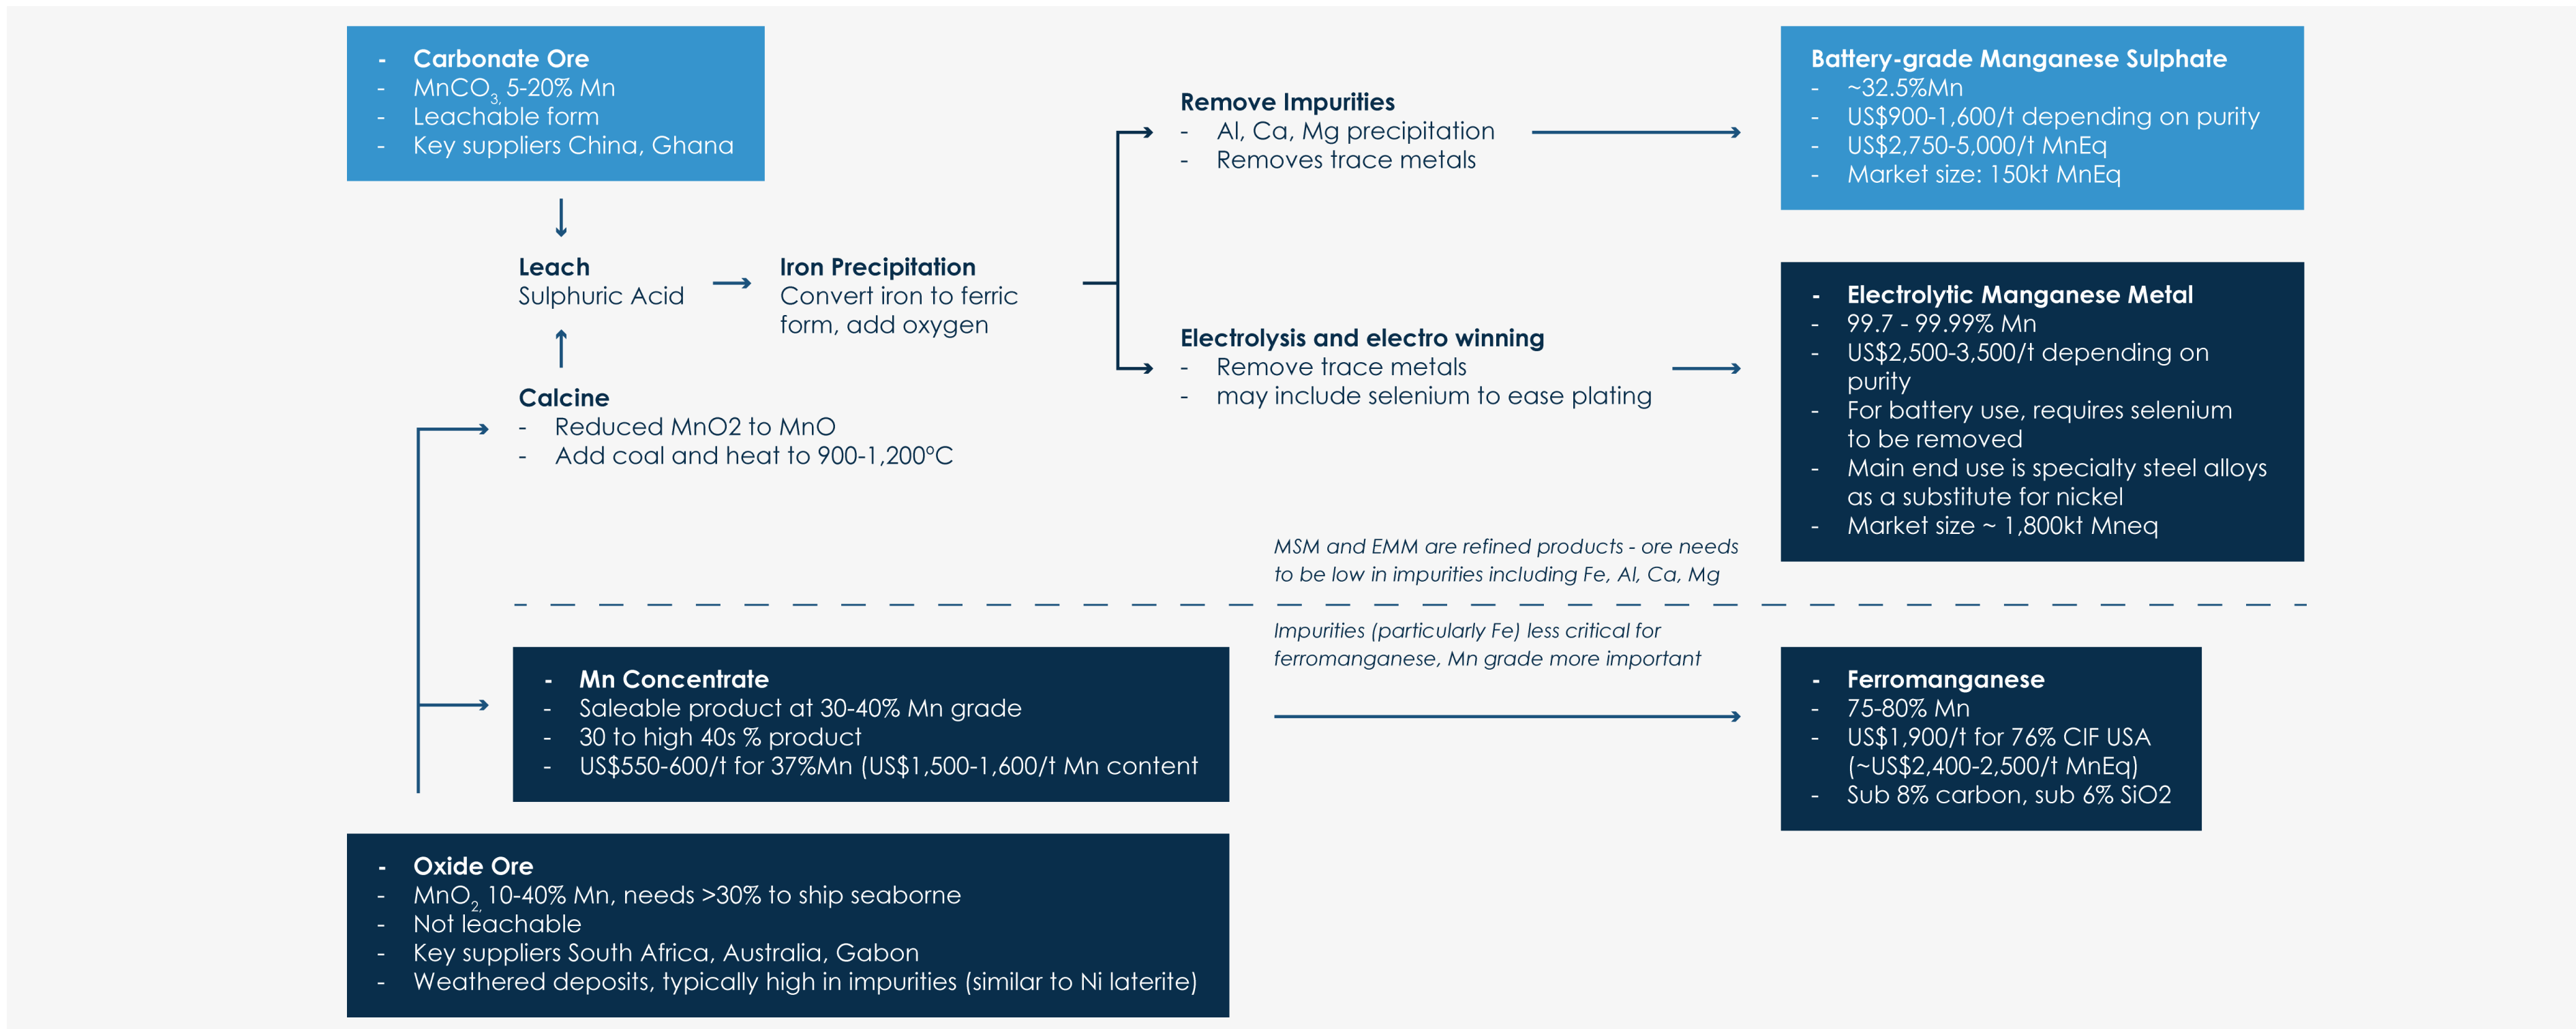 - Carbonate Ore
- MnCO3, 5-20% Mn
- Leachable form
- Key suppliers China, Ghana
Leach
Sulphuric Acid
Iron Precipitation
Convert iron to ferric
form, add oxygen
Calcine
- Reduced MnO2 to MnO
- Add coal and heat to 900-1,200ºC
Remove Impurities
- Al, Ca, Mg precipitation
- Removes trace metals
Electrolysis and electro winning
- Remove trace metals
- may include selenium to ease plating
Battery-grade Manganese Sulphate
- ~32.5%Mn
- US$900-1,600/t depending on purity
- US$2,750-5,000/t MnEq
- Market size: 150kt MnEq
- Electrolytic Manganese Metal
- 99.7 - 99.99% Mn
- US$2,500-3,500/t depending on
purity
- For battery use, requires selenium
to be removed
- Main end use is specialty steel alloys
as a substitute for nickel
- Market size ~ 1,800kt Mneq
MSM and EMM are refined products - ore needs
to be low in impurities including Fe, Al, Ca, Mg
Impurities (particularly Fe) less critical for
ferromanganese, Mn grade more important
- Mn Concentrate
- Saleable product at 30-40% Mn grade
- 30 to high 40s % product
- US$550-600/t for 37%Mn (US$1,500-1,600/t Mn content
- Ferromanganese
- 75-80% Mn
- US$1,900/t for 76% CIF USA
(~US$2,400-2,500/t MnEq)
- Sub 8% carbon, sub 6% SiO2
- Oxide Ore
- MnO2, 10-40% Mn, needs >30% to ship seaborne
- Not leachable
- Key suppliers South Africa, Australia, Gabon
- Weathered deposits, typically high in impurities (similar to Ni laterite)